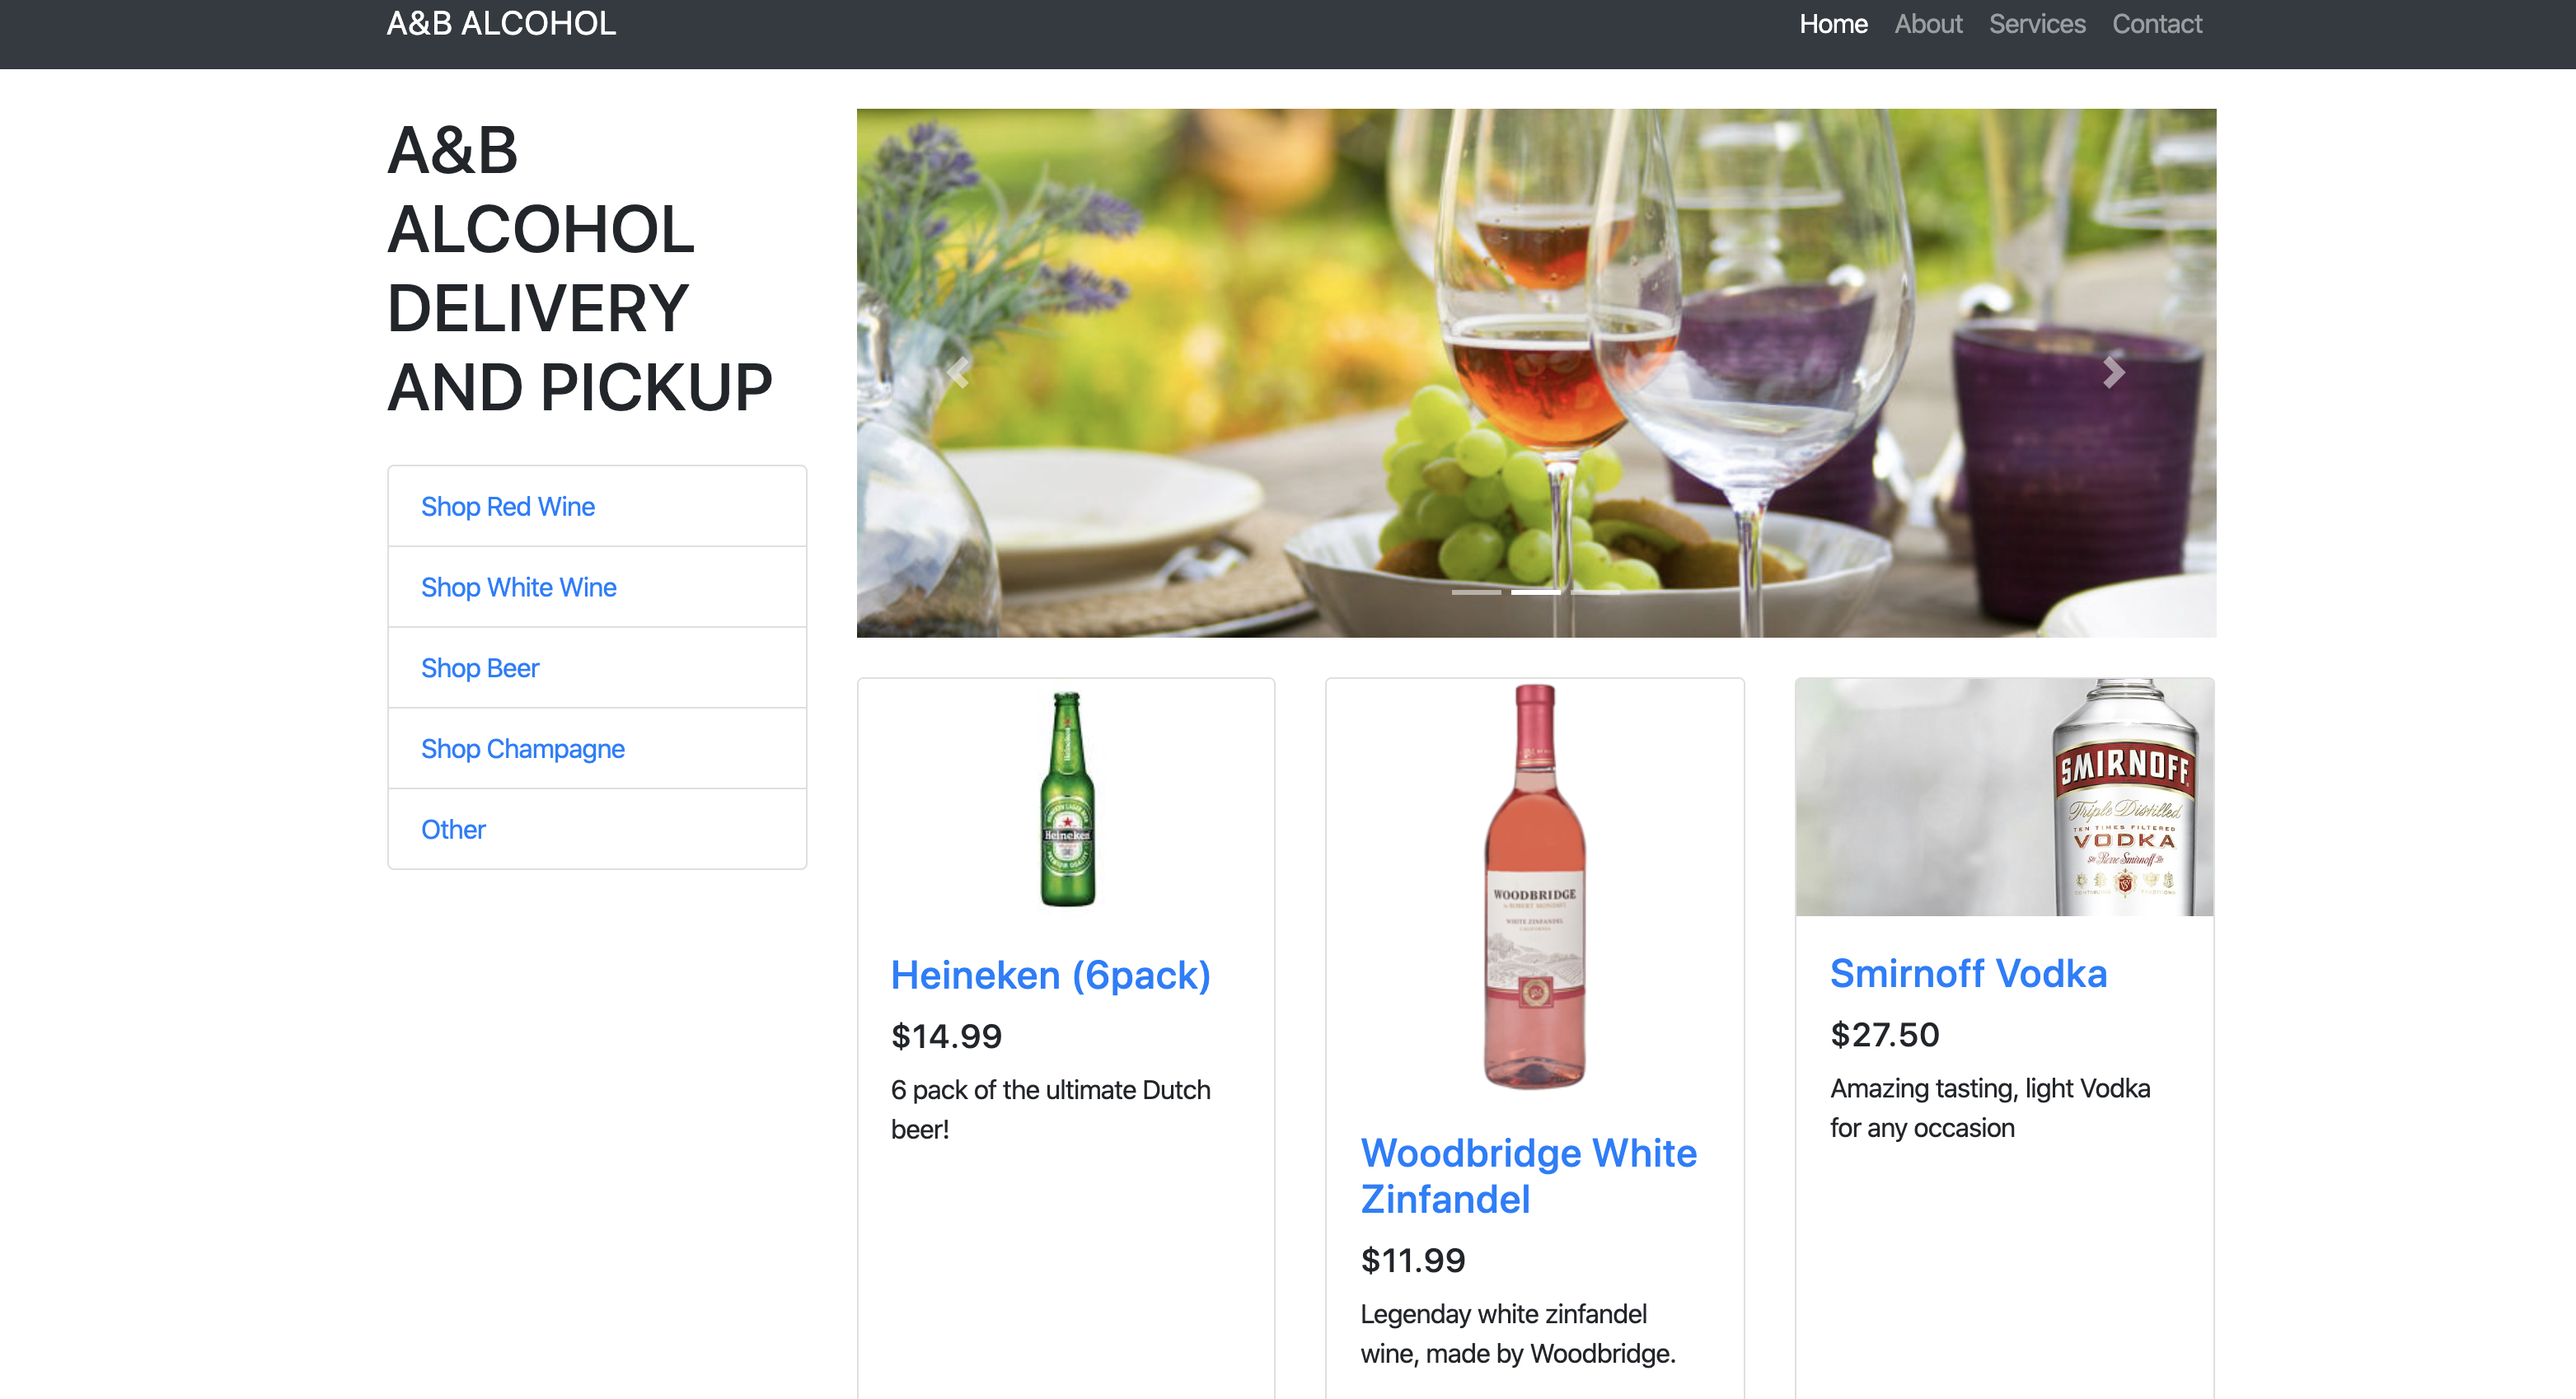 A&B ALCOHOL
Home About Services Contact
A&B
ALCOHOL
DELIVERY
AND PICKUP
Shop Red Wine
Shop White Wine
Shop Beer
Shop Champagne
Other
Heineken
Heineken (6pack)
$14.99
6 pack of the ultimate Dutch
beer!
WOODBRIDGE
WHITE ZINFANDEL
Woodbridge White
Zinfandel
$11.99
Legenday white zinfandel
wine, made by Woodbridge.
SMIRNOFF
Triple Distilled
TEN TIMES FILTERED
VODKA
Smirnoff Vodka
$27.50
Amazing tasting, light Vodka
for any occasion